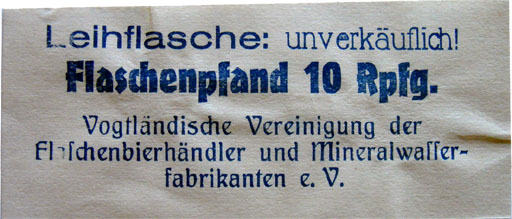 Leihflasche: unverkäuflich!
Flaschenpfand 10 Rpfg.
Vogtländische Vereinigung der
Flaſchenbierhändler und Mineralwaſſer-
fabrikanten e. V.